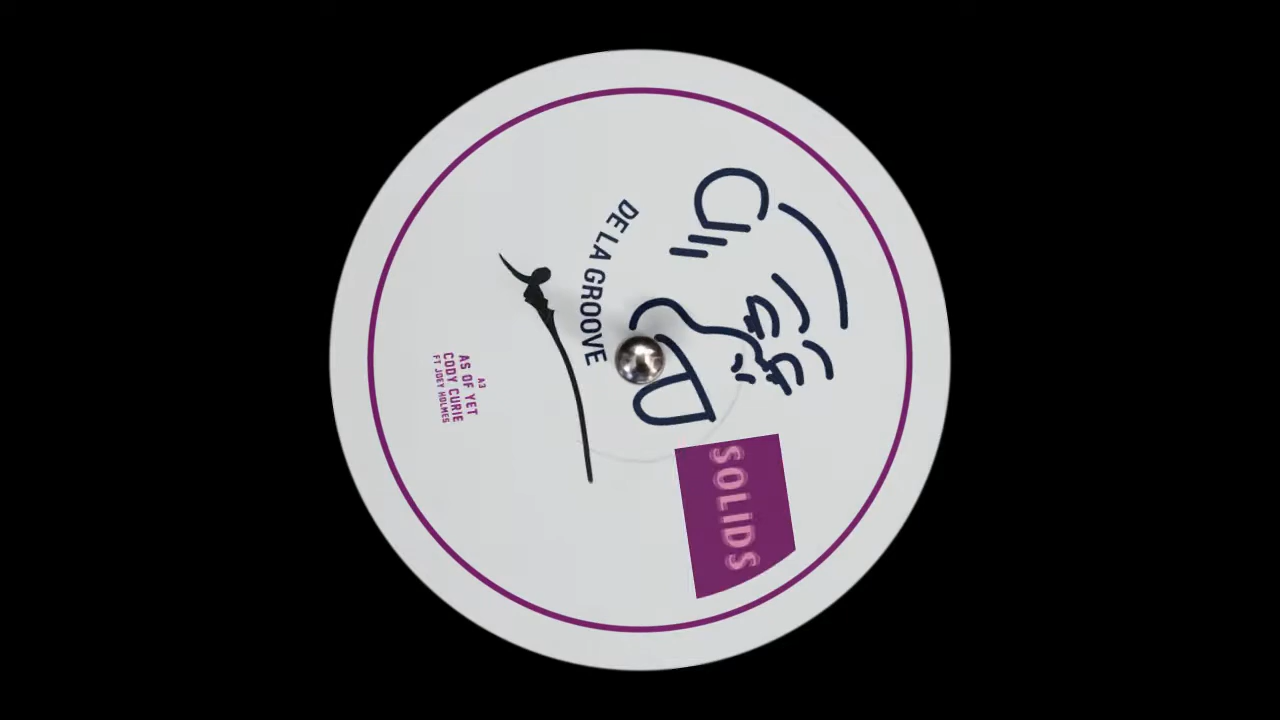 DE LA GROOVE
SOLIDS
A3
AS OF YET
CODY CURIE
FT JOEY HOLMES